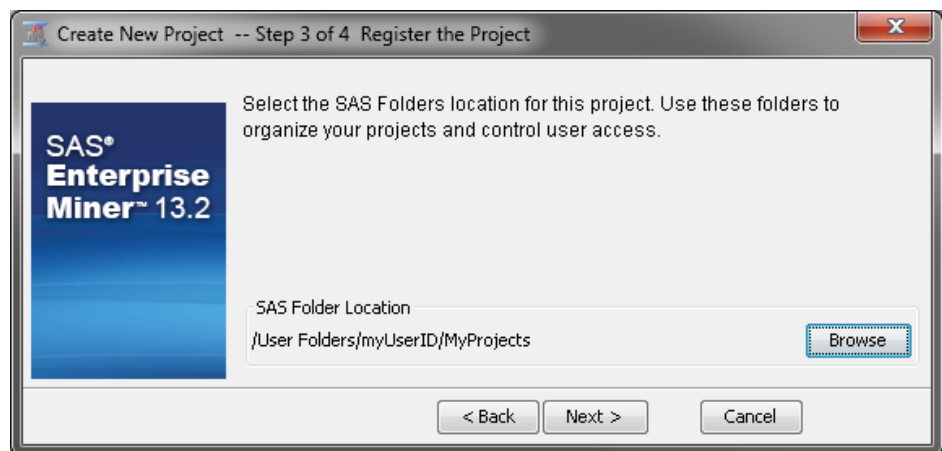 Create New Project -- Step 3 of 4 Register the Project
Select the SAS Folders location for this project. Use these folders to
organize your projects and control user access.
SAS®
Enterprise
Miner™ 13.2
SAS Folder Location
/User Folders/myUserID/MyProjects
Browse
< Back
Next >
Cancel